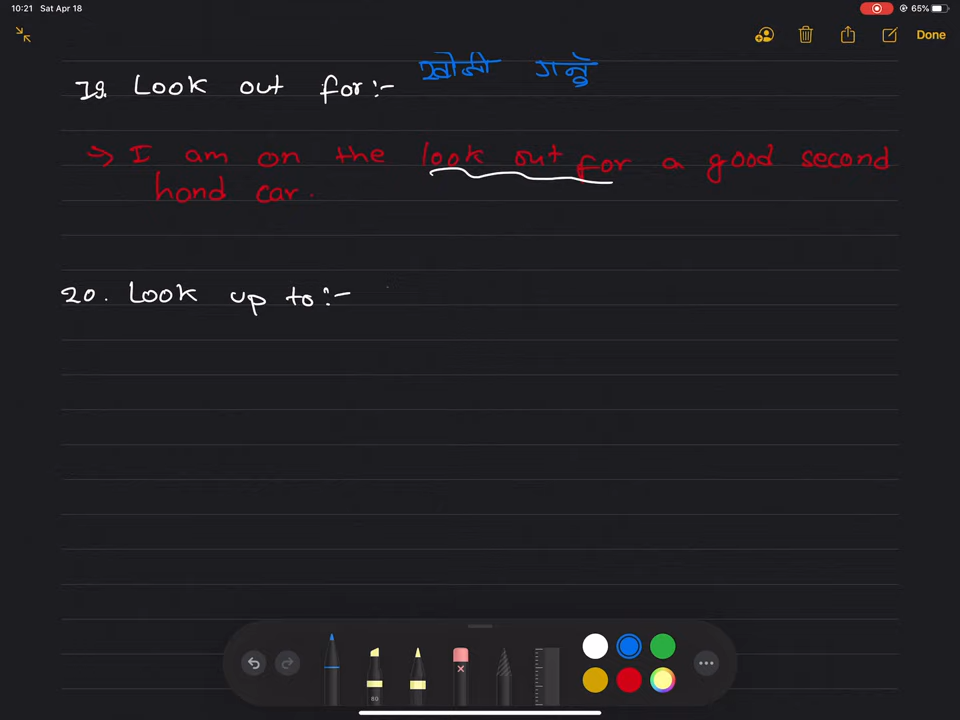 10:21 Sat Apr 18 65%
Done
19. Look out for:- खोजी गर्नु
→ I am on the look out for a good second
hand car.
20. Look up to:-
80